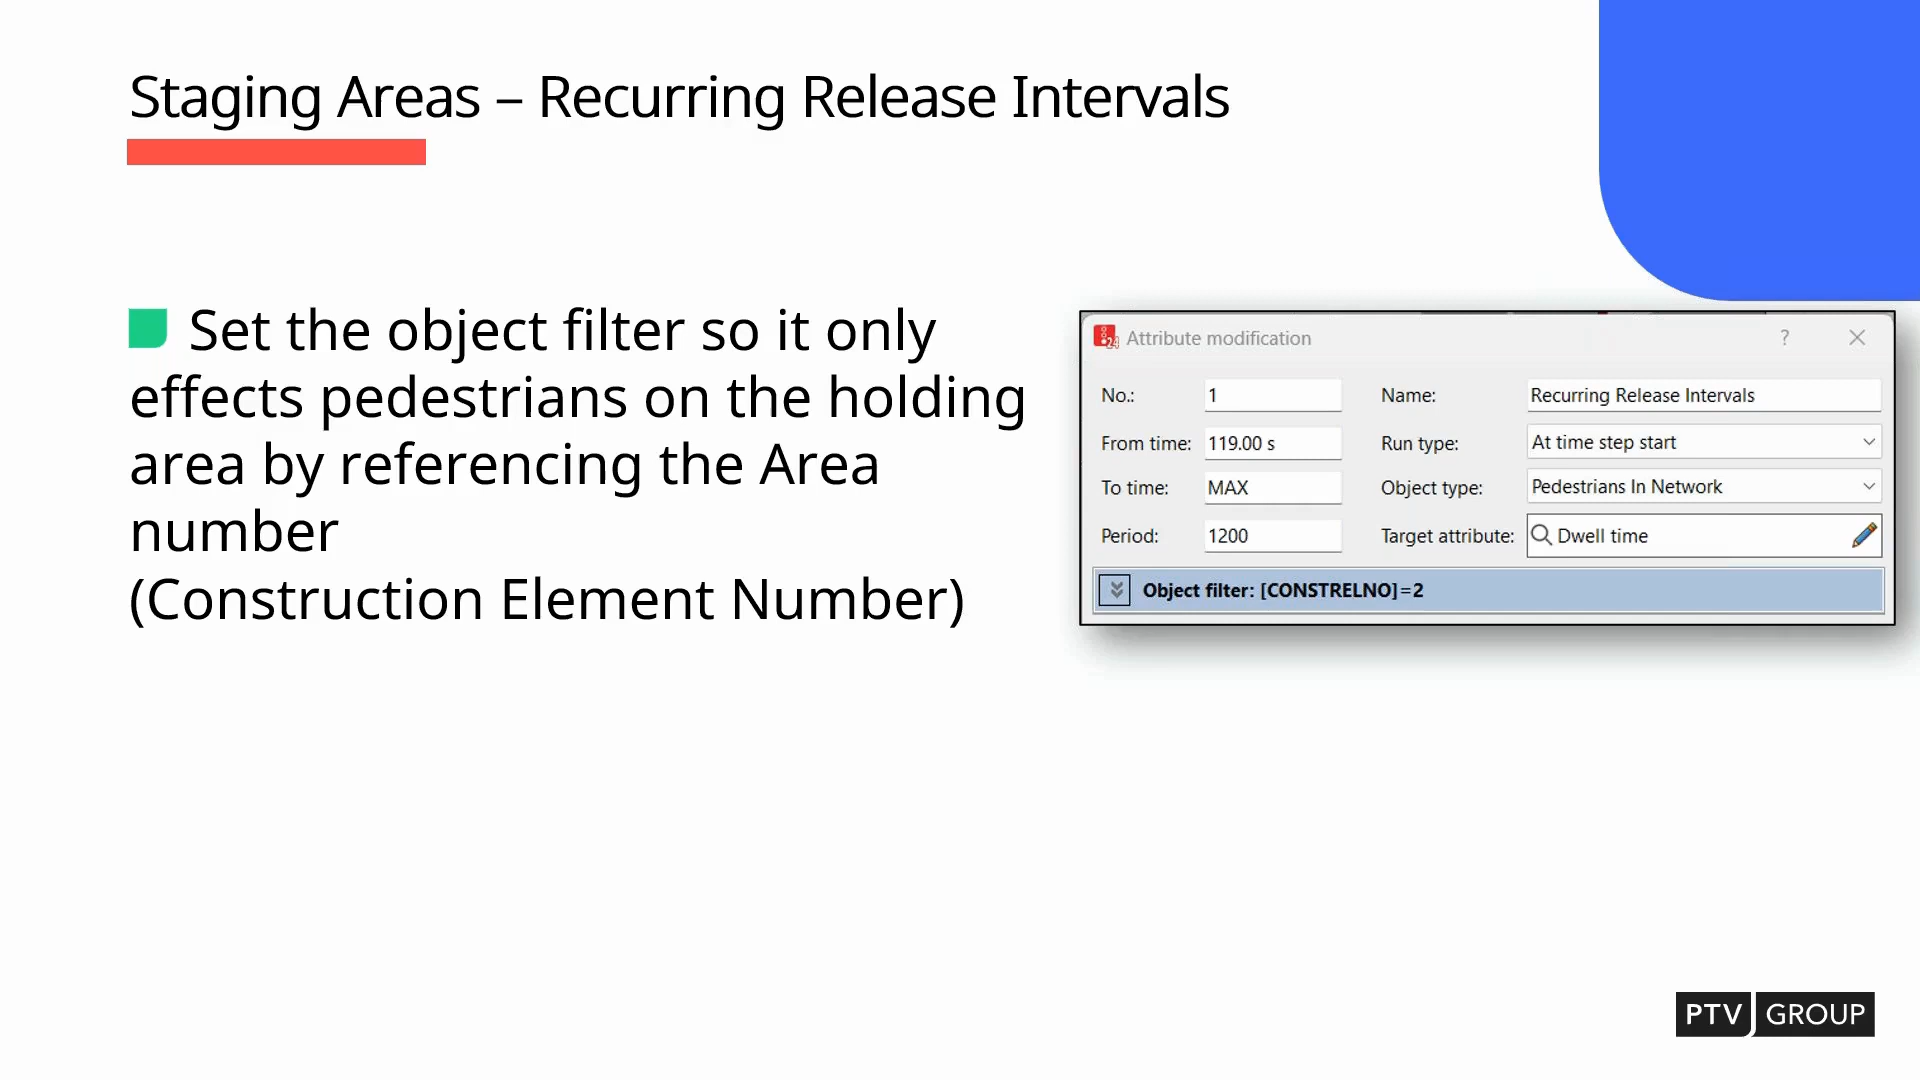 Staging Areas – Recurring Release Intervals
Set the object filter so it only
effects pedestrians on the holding
area by referencing the Area
number
(Construction Element Number)
Attribute modification ?
No.: 1 Name: Recurring Release Intervals
From time: 119.00 s Run type: At time step start
To time: MAX Object type: Pedestrians In Network
Period: 1200 Target attribute: Dwell time
Object filter: [CONSTRELNO]=2
PTV GROUP